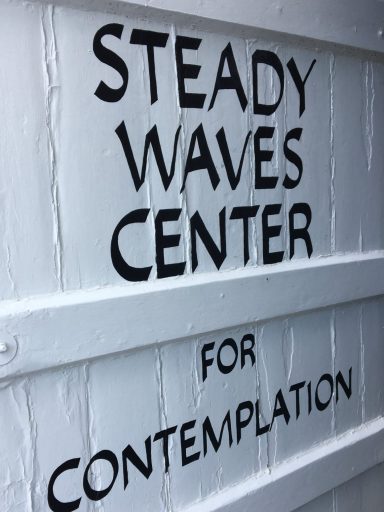 STEADY
WAVES
CENTER
FOR
CONTEMPLATION